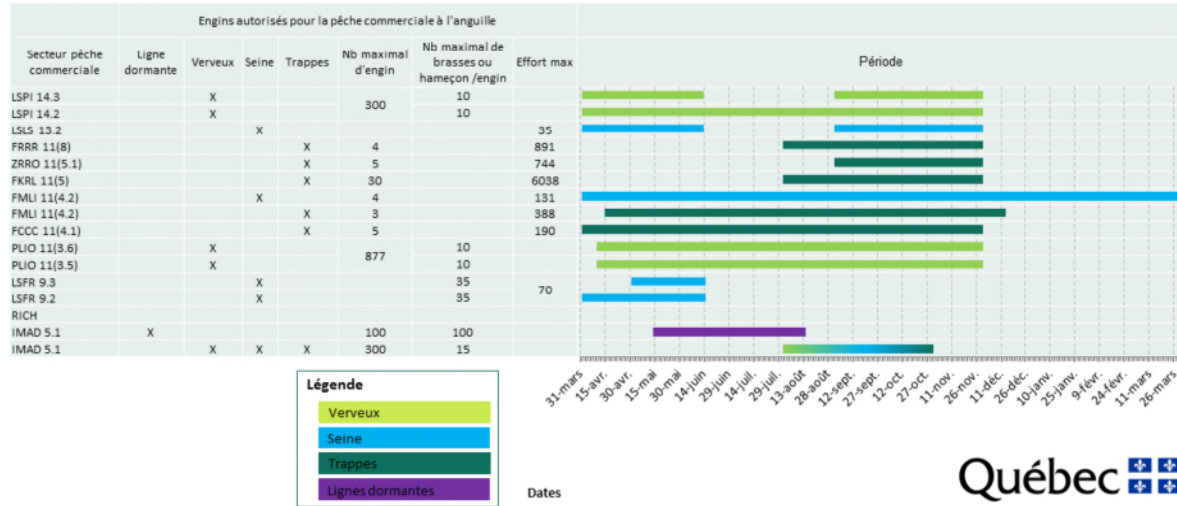 Engins autorisés pour la pêche commerciale à l'anguille
Secteur pêche commerciale Ligne dormante Verveux Seine Trappes Nb maximal d'engin Nb maximal de brasses ou hameçon /engin Effort max Période
LSPI 14.3 X 300 10
LSPI 14.2 X 10
LSLS 13.2 X 35
FRRR 11(8) X 4 891
ZRRO 11(5.1) X 5 744
FKRL 11(5) X 30 6038
FMLI 11(4.2) X 4 131
FMLI 11(4.2) X 3 388
FCCC 11(4.1) X 5 190
PLIO 11(3.6) X 877 10
PLIO 11(3.5) X 10
LSFR 9.3 X 35 70
LSFR 9.2 X 35
RICH
IMAD 5.1 X 100 100
IMAD 5.1 X X X 300 15
31-mars 15-avr. 30-avr. 15-mai 30-mai 14-juin 29-juin 14-juil. 29-juil. 13-août 28-août 12-sept. 27-sept. 12-oct. 27-oct. 11-nov. 26-nov. 11-déc. 26-déc. 10-janv. 25-janv. 9-févr. 24-févr. 11-mars 26-mars
Légende
Verveux
Seine
Trappes
Lignes dormantes
Dates
Québec